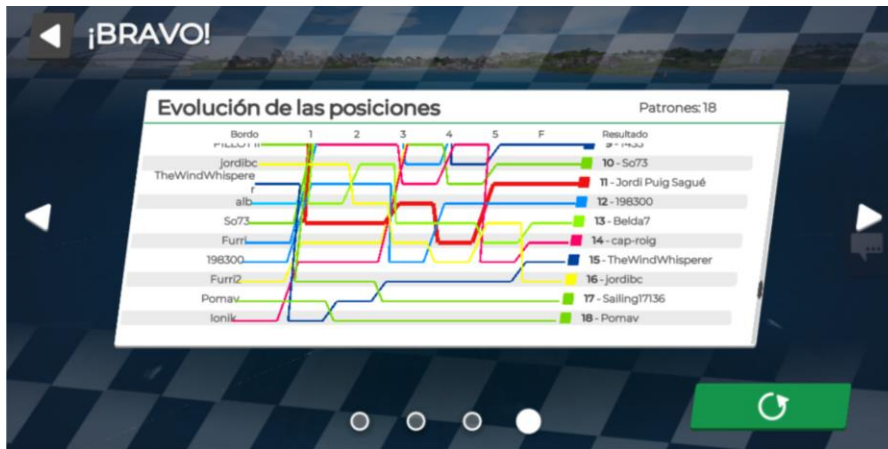 ¡BRAVO!
Evolución de las posiciones
Patrones: 18
Bordo 1 2 3 4 5 F Resultado
jordibc 10 - So73
TheWindWhispere
r 11 - Jordi Puig Sagué
alb 12 - 198300
So73 13 - Belda7
Furri 14 - cap-roig
198300 15 - TheWindWhisperer
Furri2 16 - jordibc
Pomav 17 - Sailing17136
Ionik 18 - Pomav